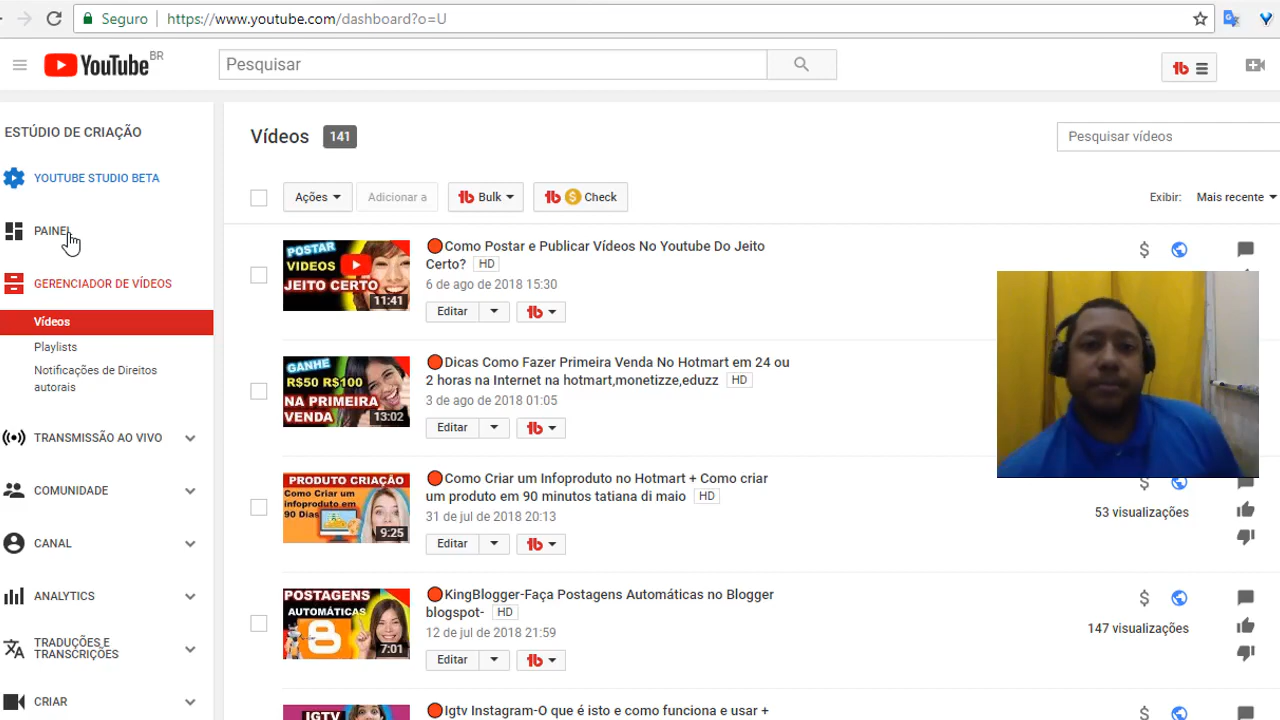 Seguro
https://www.youtube.com/dashboard?o=U
YouTube BR
Pesquisar
tb
ESTÚDIO DE CRIAÇÃO
YOUTUBE STUDIO BETA
PAINEL
GERENCIADOR DE VÍDEOS
Vídeos
Playlists
Notificações de Direitos
autorais
TRANSMISSÃO AO VIVO
COMUNIDADE
CANAL
ANALYTICS
TRADUÇÕES E
TRANSCRIÇÕES
CRIAR
Vídeos 141
Pesquisar vídeos
Ações
Adicionar a
tb Bulk
tb $ Check
Exibir: Mais recente
POSTAR
VIDEOS
JEITO CERTO
11:41
Como Postar e Publicar Vídeos No Youtube Do Jeito
Certo? HD
6 de ago de 2018 15:30
Editar
tb
$
GANHE
R$50 R$100
NA PRIMEIRA
VENDA
13:02
Dicas Como Fazer Primeira Venda No Hotmart em 24 ou
2 horas na Internet na hotmart,monetizze,eduzz HD
3 de ago de 2018 01:05
Editar
tb
PRODUTO CRIAÇÃO
Como Criar um
infoproduto em
90 Dias
9:25
Como Criar um Infoproduto no Hotmart + Como criar
um produto em 90 minutos tatiana di maio HD
31 de jul de 2018 20:13
Editar
tb
$
53 visualizações
POSTAGENS
AUTOMÁTICAS
7:01
KingBlogger-Faça Postagens Automáticas no Blogger
blogspot- HD
12 de jul de 2018 21:59
Editar
tb
$
147 visualizações
IGTV
Igtv Instagram-O que é isto e como funciona e usar +
$